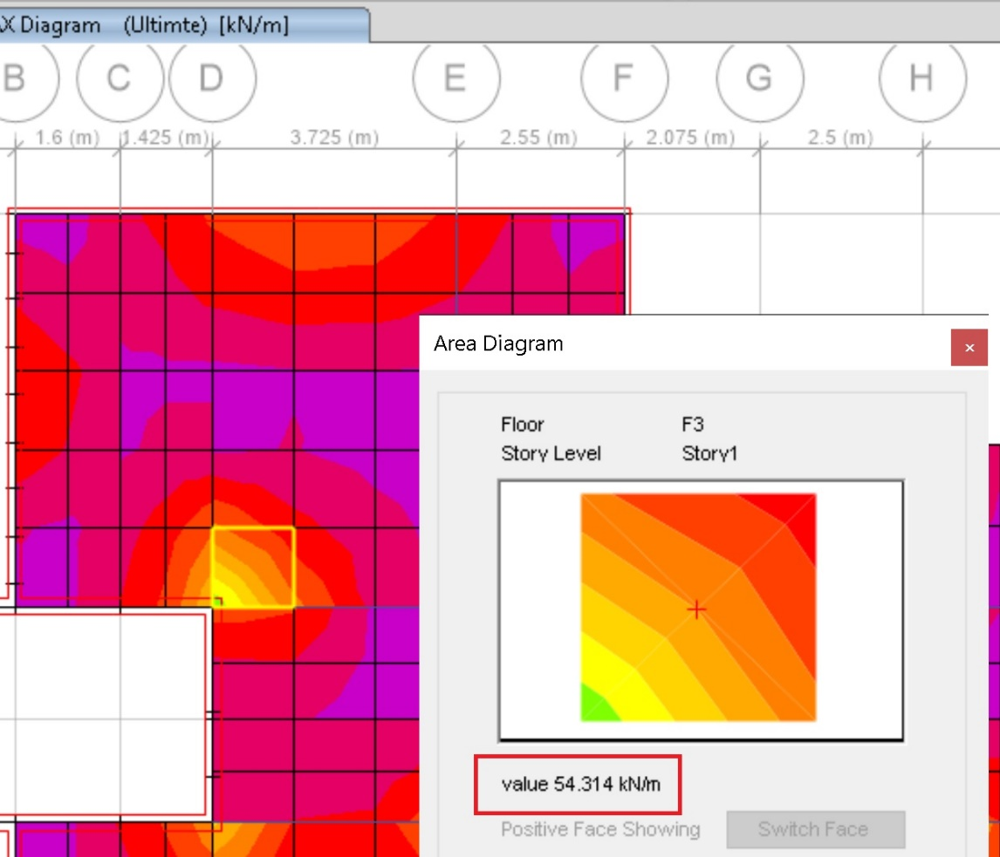 X Diagram (Ultimte) [kN/m]
B C D E F G H
1.6 (m) 1.425 (m) 3.725 (m) 2.55 (m) 2.075 (m) 2.5 (m)
Area Diagram
×
Floor F3
Story Level Story1
value 54.314 kN/m
Positive Face Showing Switch Face